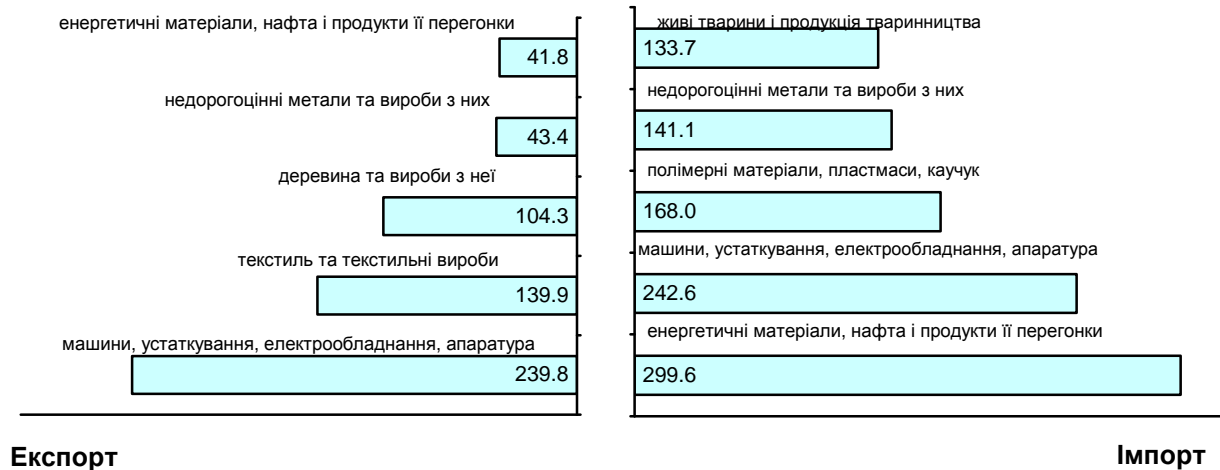 енергетичні матеріали, нафта і продукти її перегонки
41.8
недорогоцінні метали та вироби з них
43.4
деревина та вироби з неї
104.3
текстиль та текстильні вироби
139.9
машини, устаткування, електрообладнання, апаратура
239.8
Експорт
живі тварини і продукція тваринництва
133.7
недорогоцінні метали та вироби з них
141.1
полімерні матеріали, пластмаси, каучук
168.0
машини, устаткування, електрообладнання, апаратура
242.6
енергетичні матеріали, нафта і продукти її перегонки
299.6
Імпорт